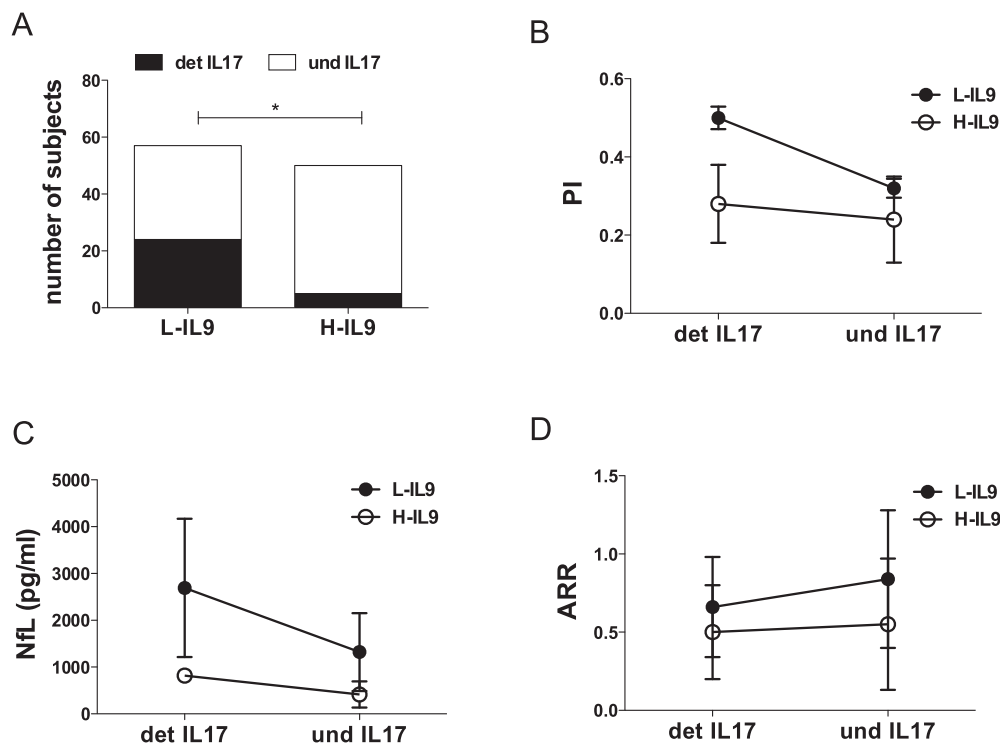 A
det IL17 und IL17
number of subjects
80
60
40
20
0
*
L-IL9 H-IL9
B
L-IL9
H-IL9
PI
0.6
0.4
0.2
0.0
det IL17 und IL17
C
L-IL9
H-IL9
NfL (pg/ml)
5000
4000
3000
2000
1000
0
det IL17 und IL17
D
L-IL9
H-IL9
ARR
1.5
1.0
0.5
0.0
det IL17 und IL17